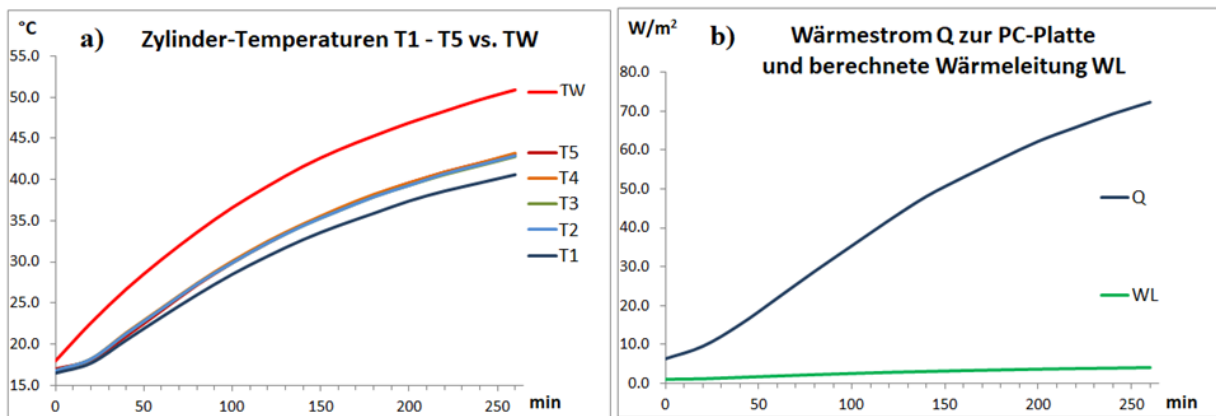 °C
a) Zylinder-Temperaturen T1 - T5 vs. TW
55.0
50.0
45.0
40.0
35.0
30.0
25.0
20.0
15.0
TW
T5
T4
T3
T2
T1
0 50 100 150 200 250 min
W/m²
b) Wärmestrom Q zur PC-Platte
und berechnete Wärmeleitung WL
80.0
70.0
60.0
50.0
40.0
30.0
20.0
10.0
0.0
Q
WL
0 50 100 150 200 250 min